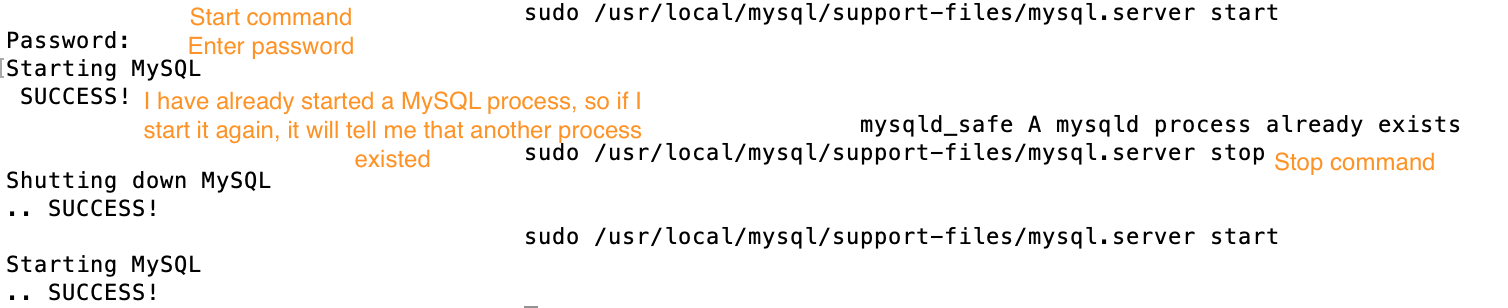 Start command
sudo /usr/local/mysql/support-files/mysql.server start
Password:
Enter password
Starting MySQL
SUCCESS!
I have already started a MySQL process, so if I
start it again, it will tell me that another process
existed
mysqld_safe A mysqld process already exists
sudo /usr/local/mysql/support-files/mysql.server stop
Stop command
Shutting down MySQL
.. SUCCESS!
sudo /usr/local/mysql/support-files/mysql.server start
Starting MySQL
.. SUCCESS!